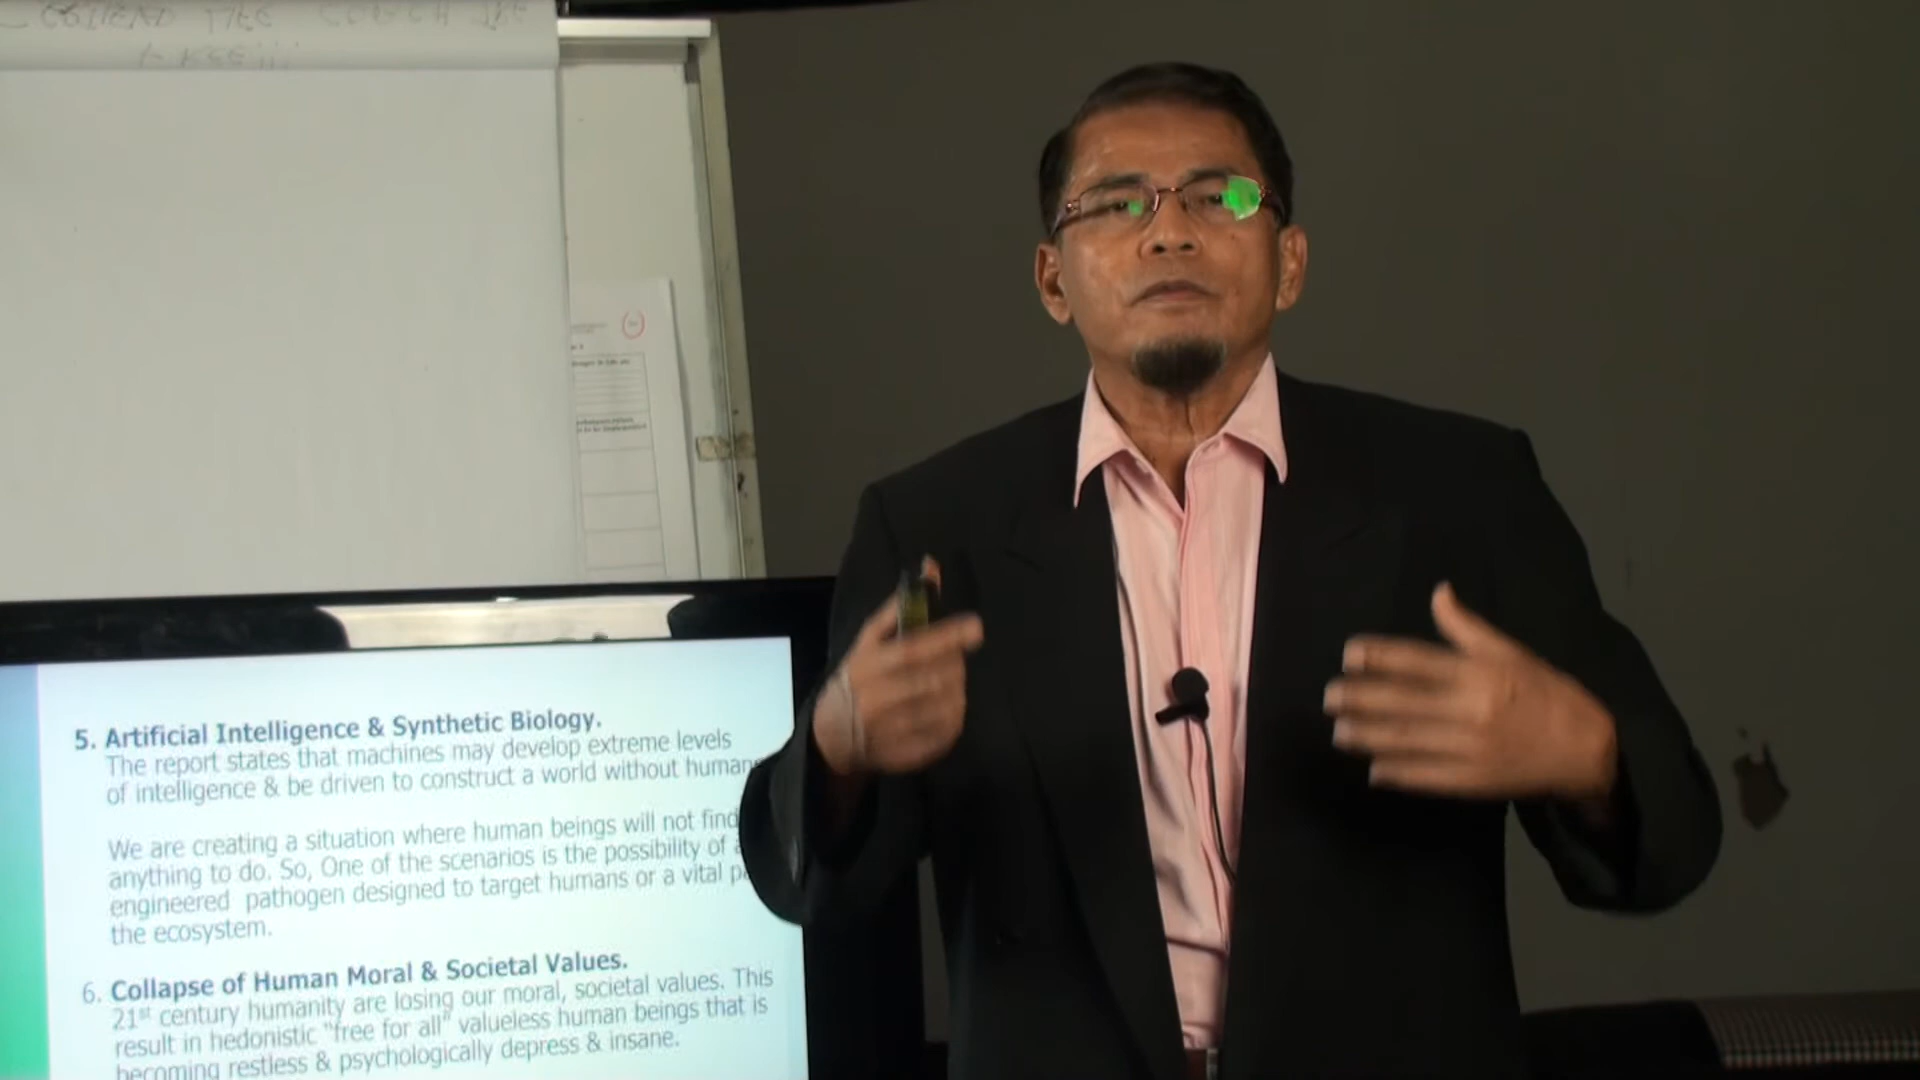 5. Artificial Intelligence & Synthetic Biology.
The report states that machines may develop extreme levels
of intelligence & be driven to construct a world without human
We are creating a situation where human beings will not find
anything to do. So, One of the scenarios is the possibility of
engineered pathogen designed to target humans or a vital
the ecosystem.
6. Collapse of Human Moral & Societal Values.
21st century humanity are losing our moral, societal values. This
result in hedonistic "free for all" valueless human beings that is
becoming restless & psychologically depress & insane.